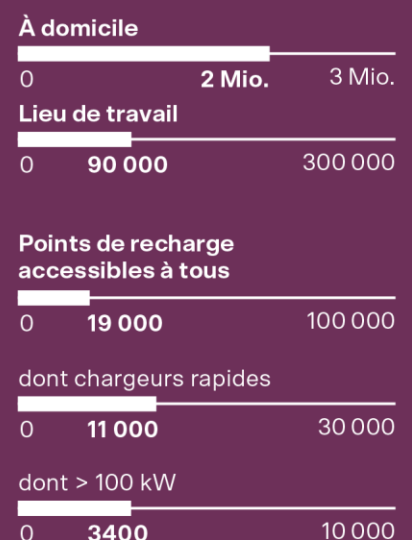 À domicile
0 2 Mio. 3 Mio.
Lieu de travail
0 90 000 300 000
Points de recharge
accessibles à tous
0 19 000 100 000
dont chargeurs rapides
0 11 000 30 000
dont > 100 kW
0 3400 10 000